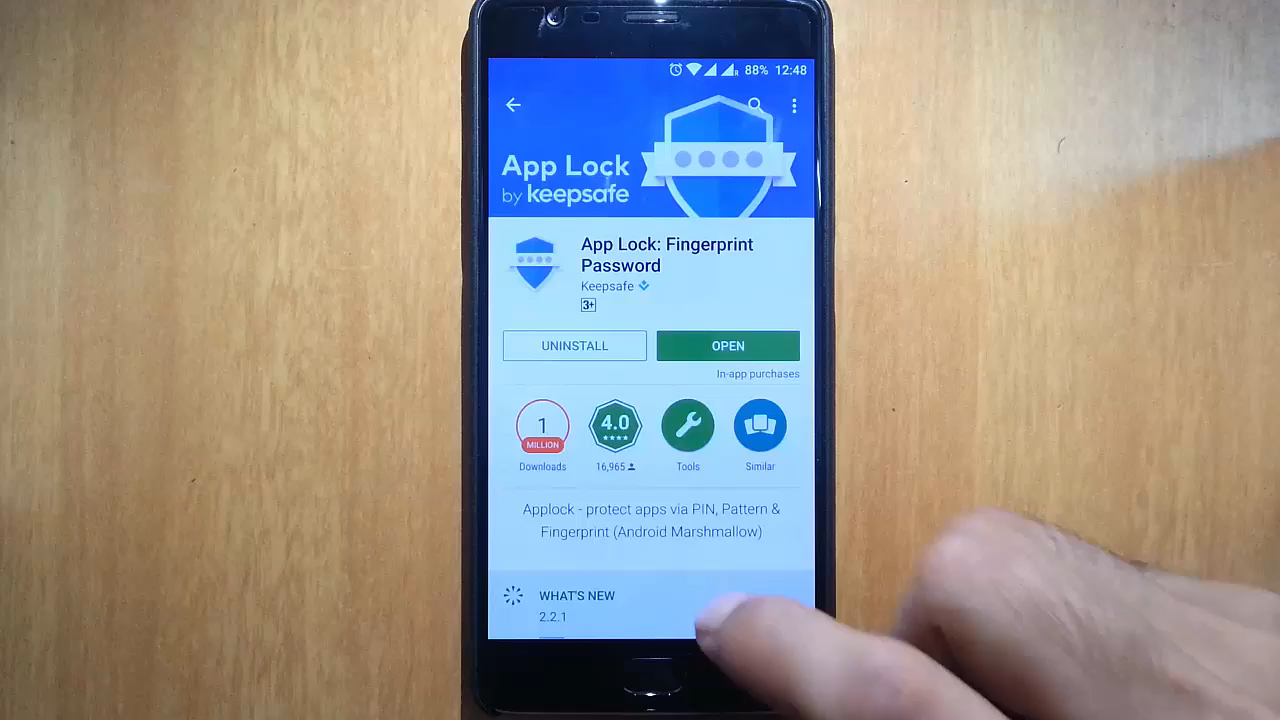 88% 12:48
App Lock
by keepsafe
App Lock: Fingerprint
Password
Keepsafe
3+
UNINSTALL OPEN
In-app purchases
1
MILLION
4.0
Downloads 16,965 Tools Similar
Applock - protect apps via PIN, Pattern &
Fingerprint (Android Marshmallow)
WHAT'S NEW
2.2.1